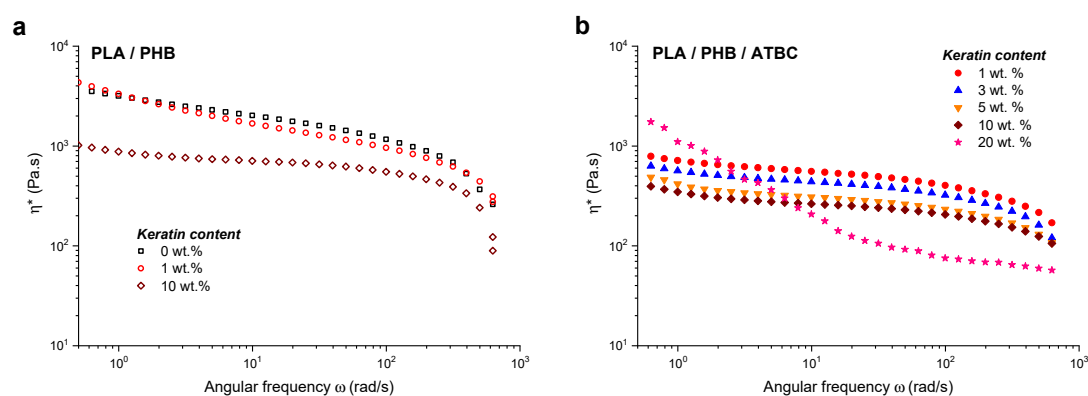 a
PLA / PHB
10⁴
10³
10²
10¹
η* (Pa.s)
Keratin content
0 wt.%
1 wt.%
10 wt.%
10⁰
10¹
10²
10³
Angular frequency ω (rad/s)
b
PLA / PHB / ATBC
Keratin content
1 wt. %
3 wt. %
5 wt. %
10 wt. %
20 wt. %
10⁴
10³
10²
10¹
η* (Pa.s)
10⁰
10¹
10²
10³
Angular frequency ω (rad/s)